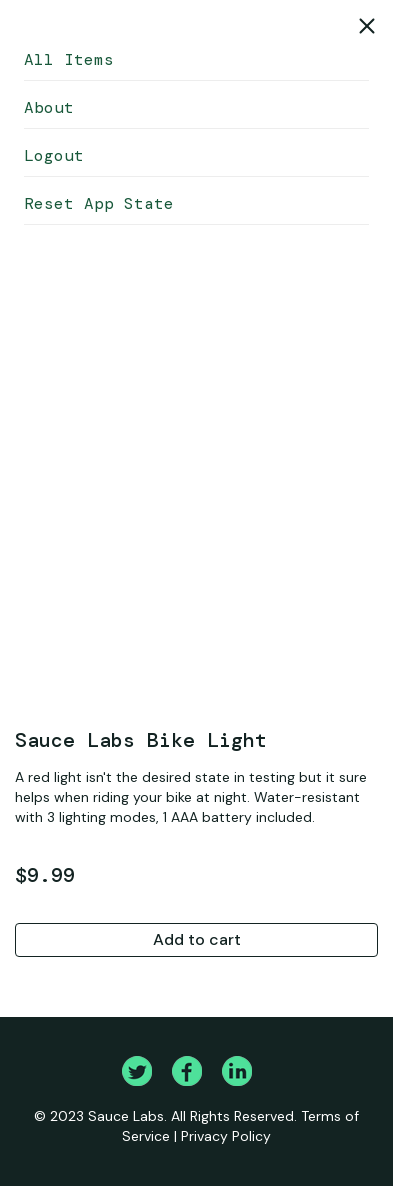 All Items
About
Logout
Reset App State
Sauce Labs Bike Light
A red light isn't the desired state in testing but it sure
helps when riding your bike at night. Water-resistant
with 3 lighting modes, 1 AAA battery included.
$9.99
Add to cart
© 2023 Sauce Labs. All Rights Reserved. Terms of
Service | Privacy Policy